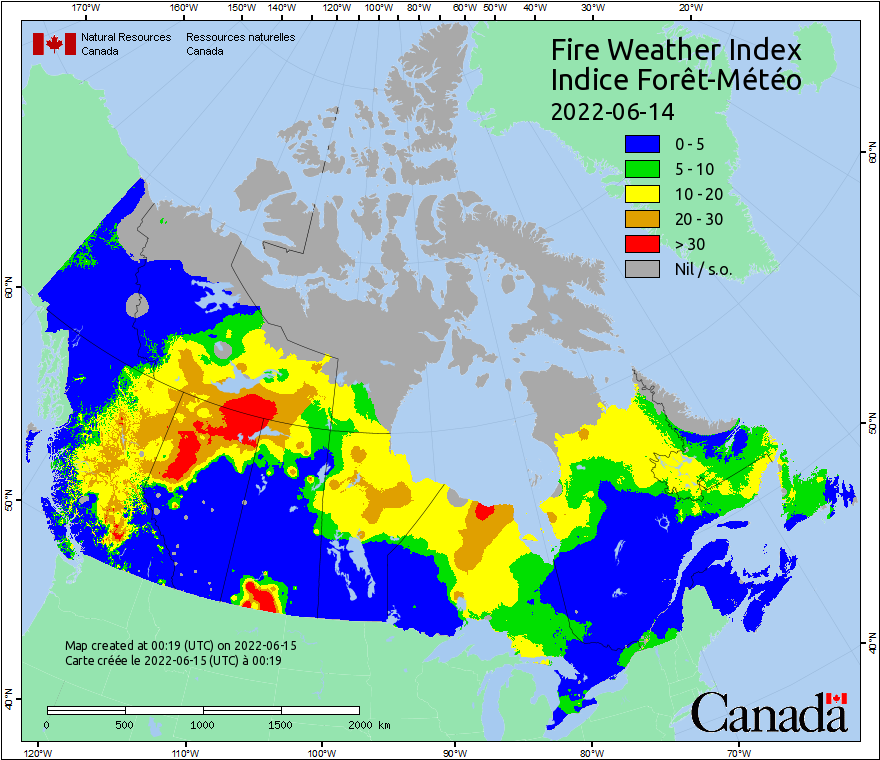 170°W 160°W 150°W 140°W 120°W 100°W 80°W 60°W 50°W 40°W 30°W 20°W
Natural Resources Ressources naturelles
Canada Canada
Fire Weather Index
Indice Forêt-Météo
2022-06-14
0 - 5
5 - 10
10 - 20
20 - 30
> 30
Nil / s.o.
60°N
60°N
50°N
50°N
40°N
40°N
Map created at 00:19 (UTC) on 2022-06-15
Carte créée le 2022-06-15 (UTC) à 00:19
0 500 1000 1500 2000 km
0
Canada
120°W 110°W 100°W 90°W 80°W 70°W